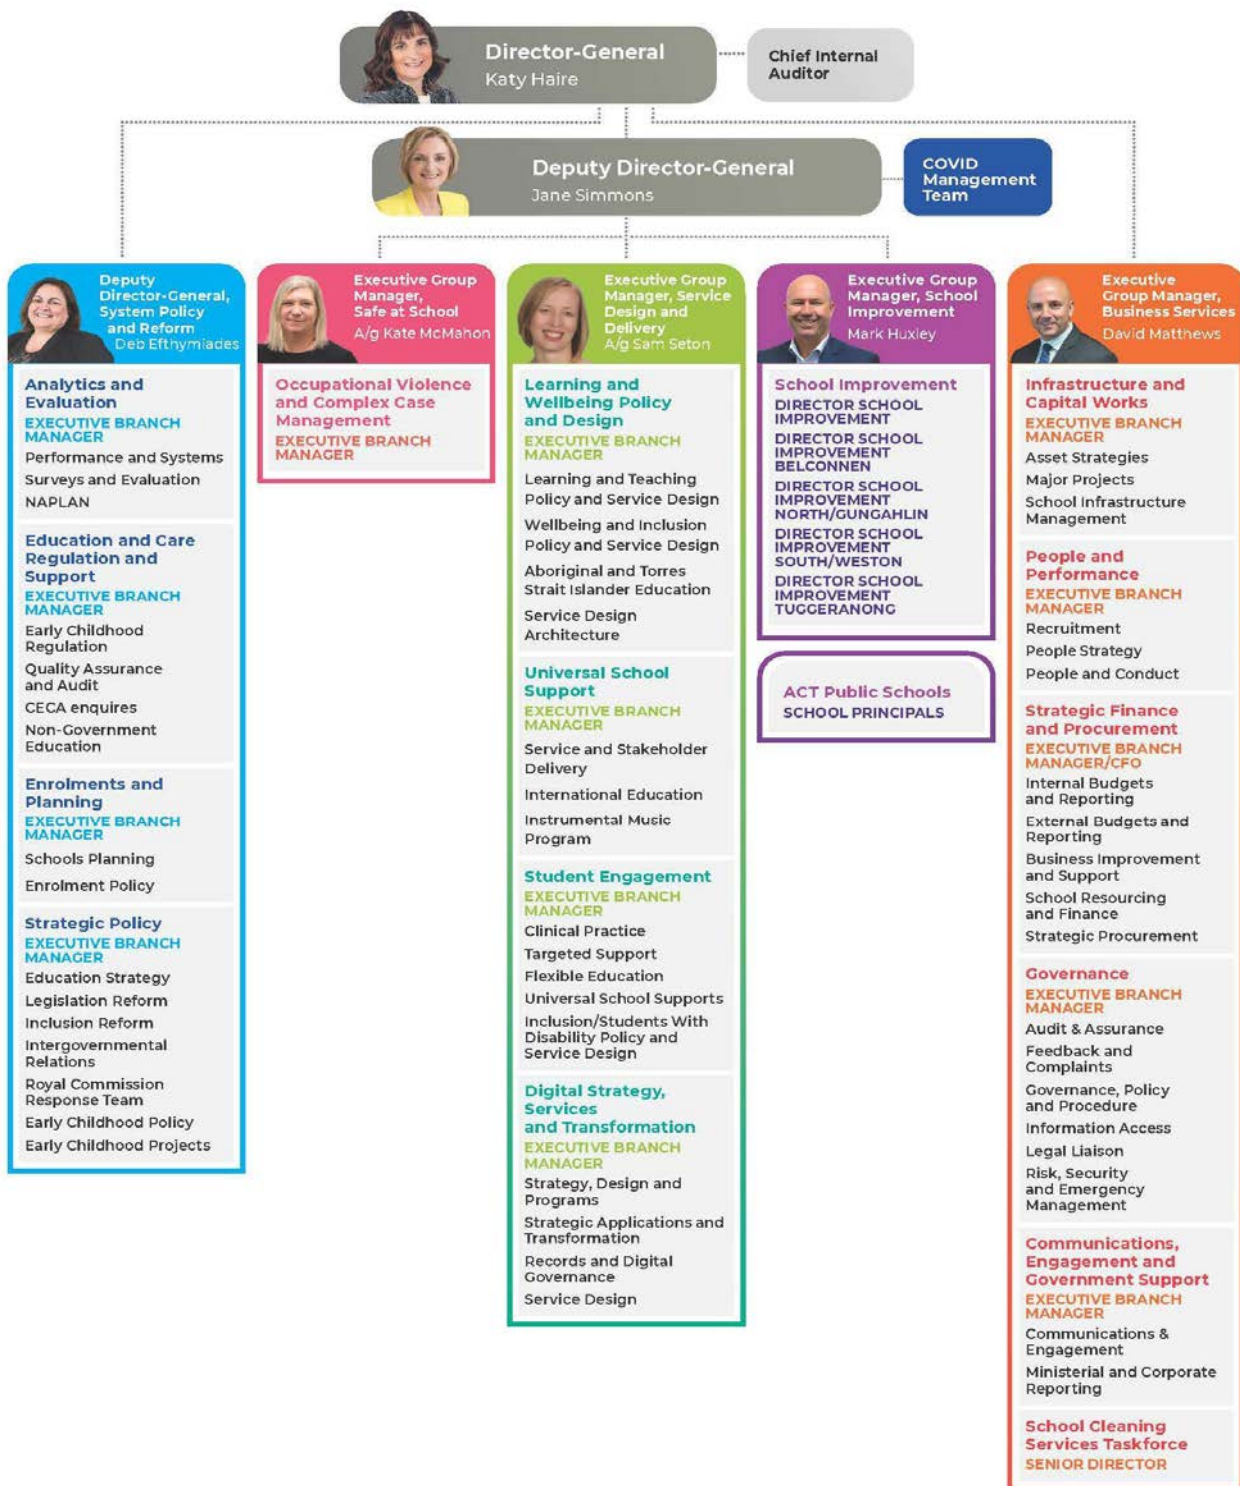 Director-General
Katy Haire
Chief Internal
Auditor
Deputy Director-General
Jane Simmons
COVID
Management
Team
Deputy
Director-General,
System Policy
and Reform
Deb Efthymiades
Analytics and
Evaluation
EXECUTIVE BRANCH
MANAGER
Performance and Systems
Surveys and Evaluation
NAPLAN
Education and Care
Regulation and
Support
EXECUTIVE BRANCH
MANAGER
Early Childhood
Regulation
Quality Assurance
and Audit
CECA enquires
Non-Government
Education
Enrolments and
Planning
EXECUTIVE BRANCH
MANAGER
Schools Planning
Enrolment Policy
Strategic Policy
EXECUTIVE BRANCH
MANAGER
Education Strategy
Legislation Reform
Inclusion Reform
Intergovernmental
Relations
Royal Commission
Response Team
Early Childhood Policy
Early Childhood Projects
Executive Group
Manager,
Safe at School
A/g Kate McMahon
Occupational Violence
and Complex Case
Management
EXECUTIVE BRANCH
MANAGER
Executive Group
Manager, Service
Design and
Delivery
A/g Sam Seton
Learning and
Wellbeing Policy
and Design
EXECUTIVE BRANCH
MANAGER
Learning and Teaching
Policy and Service Design
Wellbeing and Inclusion
Policy and Service Design
Aboriginal and Torres
Strait Islander Education
Service Design
Architecture
Universal School
Support
EXECUTIVE BRANCH
MANAGER
Service and Stakeholder
Delivery
International Education
Instrumental Music
Program
Student Engagement
EXECUTIVE BRANCH
MANAGER
Clinical Practice
Targeted Support
Flexible Education
Universal School Supports
Inclusion/Students With
Disability Policy and
Service Design
Digital Strategy,
Services
and Transformation
EXECUTIVE BRANCH
MANAGER
Strategy, Design and
Programs
Strategic Applications and
Transformation
Records and Digital
Governance
Service Design
Executive Group
Manager, School
Improvement
Mark Huxley
School Improvement
DIRECTOR SCHOOL
IMPROVEMENT
DIRECTOR SCHOOL
IMPROVEMENT
BELCONNEN
DIRECTOR SCHOOL
IMPROVEMENT
NORTH/GUNGAHLIN
DIRECTOR SCHOOL
IMPROVEMENT
SOUTH/WESTON
DIRECTOR SCHOOL
IMPROVEMENT
TUGGERANONG
ACT Public Schools
SCHOOL PRINCIPALS
Executive
Group Manager,
Business Services
David Matthews
Infrastructure and
Capital Works
EXECUTIVE BRANCH
MANAGER
Asset Strategies
Major Projects
School Infrastructure
Management
People and
Performance
EXECUTIVE BRANCH
MANAGER
Recruitment
People Strategy
People and Conduct
Strategic Finance
and Procurement
EXECUTIVE BRANCH
MANAGER/CFO
Internal Budgets
and Reporting
External Budgets and
Reporting
Business Improvement
and Support
School Resourcing
and Finance
Strategic Procurement
Governance
EXECUTIVE BRANCH
MANAGER
Audit & Assurance
Feedback and
Complaints
Governance, Policy
and Procedure
Information Access
Legal Liaison
Risk, Security
and Emergency
Management
Communications,
Engagement and
Government Support
EXECUTIVE BRANCH
MANAGER
Communications &
Engagement
Ministerial and Corporate
Reporting
School Cleaning
Services Taskforce
SENIOR DIRECTOR